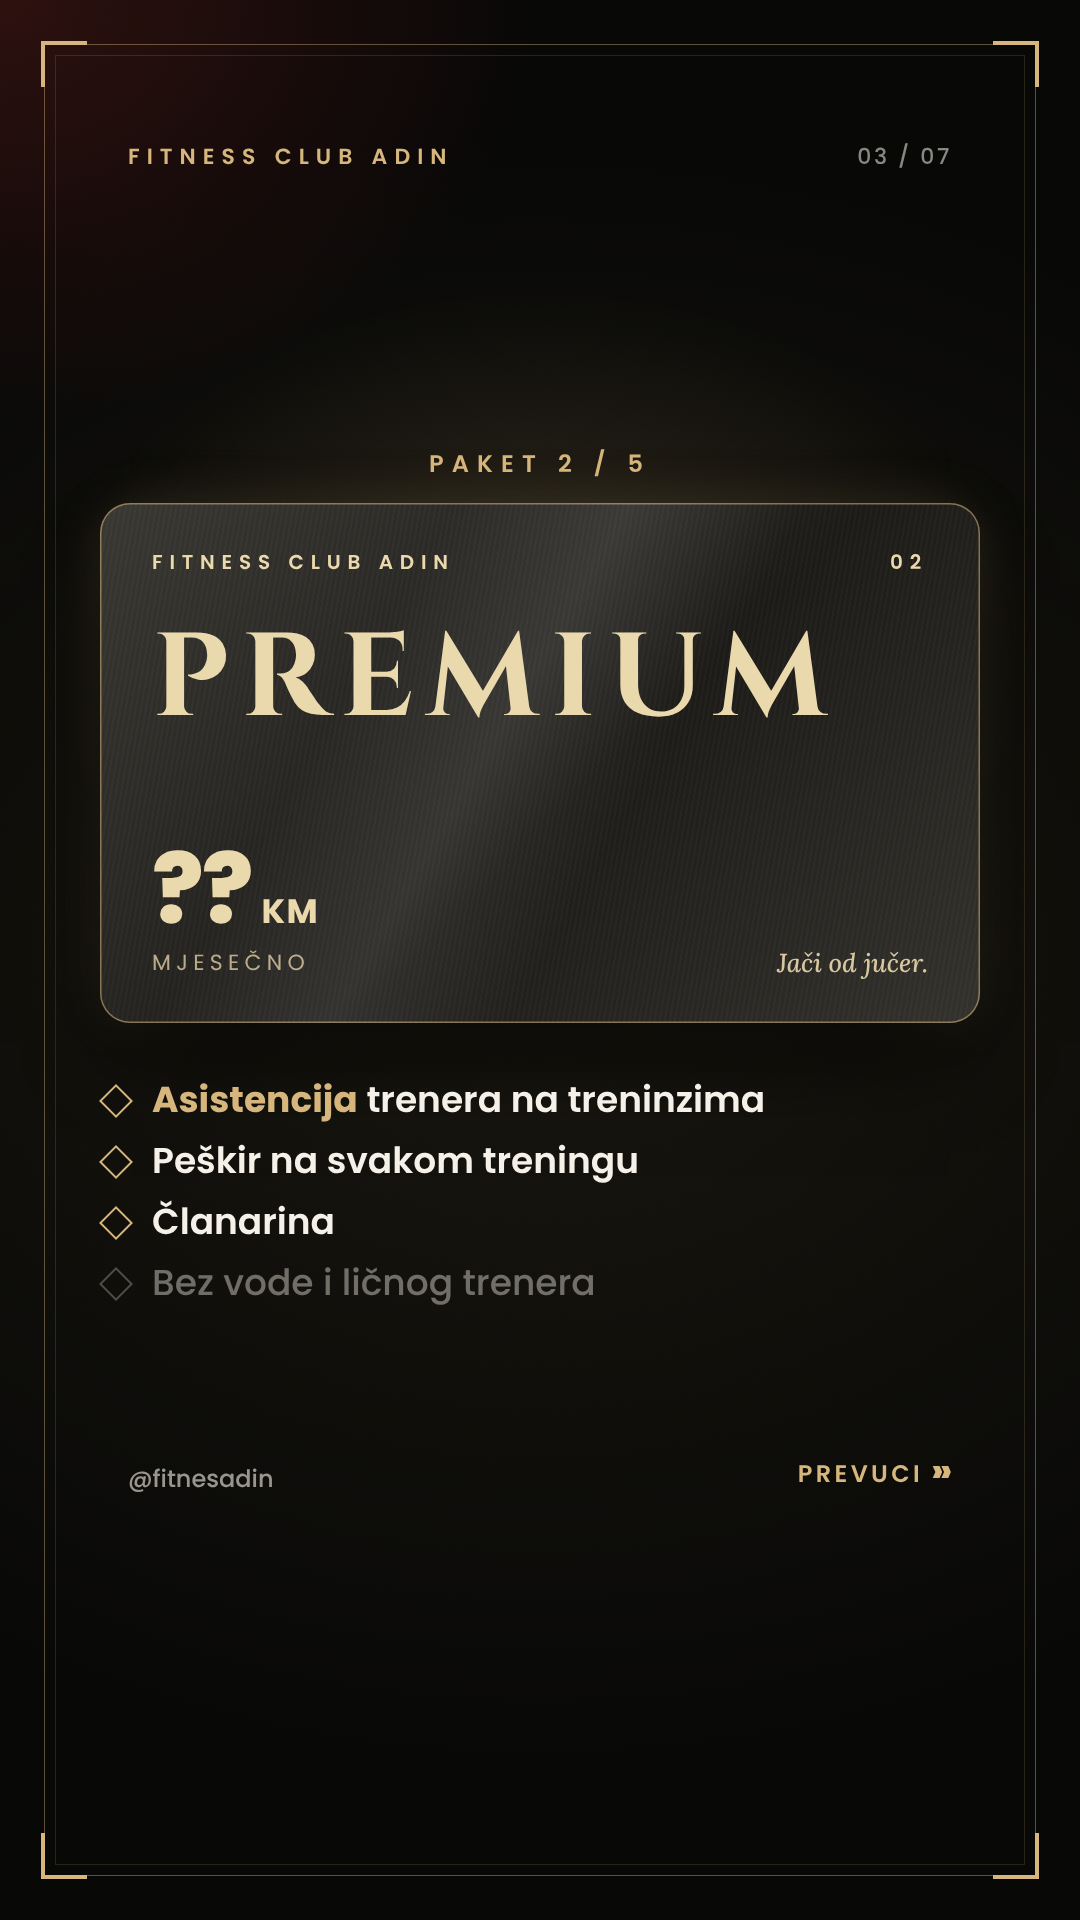 FITNESS CLUB ADIN
03 / 07
PAKET 2 / 5
FITNESS CLUB ADIN
02
PREMIUM
?? KM
MJESEČNO
Jači od jučer.
Asistencija trenera na treninzima
Peškir na svakom treningu
Članarina
Bez vode i ličnog trenera
@fitnesadin
PREVUCI »